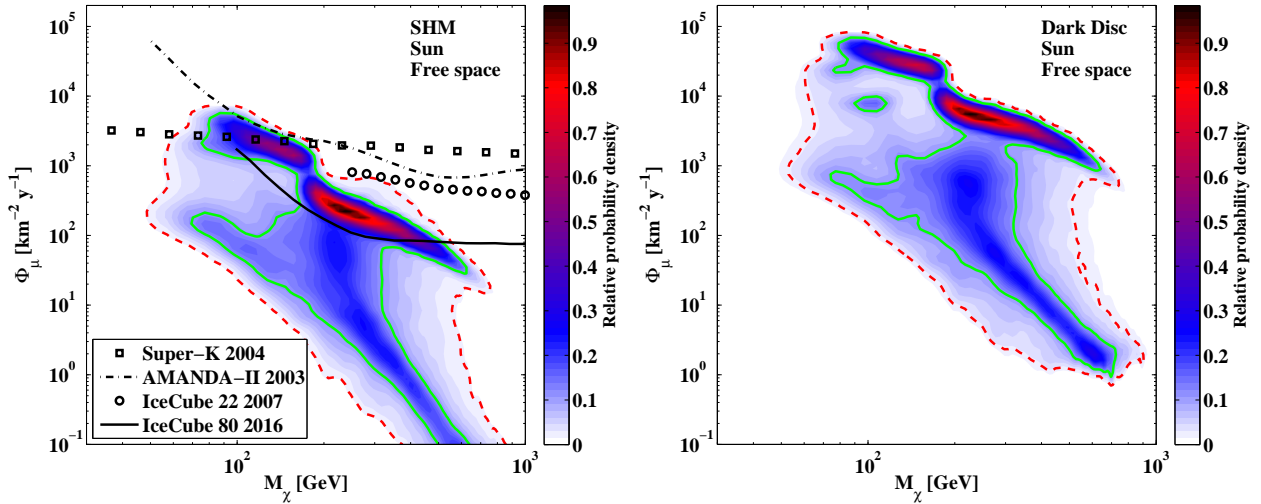 SHM
Sun
Free space
10^5
10^4
10^3
10^2
10^1
10^0
10^−1
Φ_μ [km^−2 y^−1]
Super−K 2004
AMANDA−II 2003
IceCube 22 2007
IceCube 80 2016
10^2
10^3
M_χ [GeV]
0.9
0.8
0.7
0.6
0.5
0.4
0.3
0.2
0.1
0
Relative probability density
Dark Disc
Sun
Free space
10^5
10^4
10^3
10^2
10^1
10^0
10^−1
Φ_μ [km^−2 y^−1]
10^2
10^3
M_χ [GeV]
0.9
0.8
0.7
0.6
0.5
0.4
0.3
0.2
0.1
0
Relative probability density